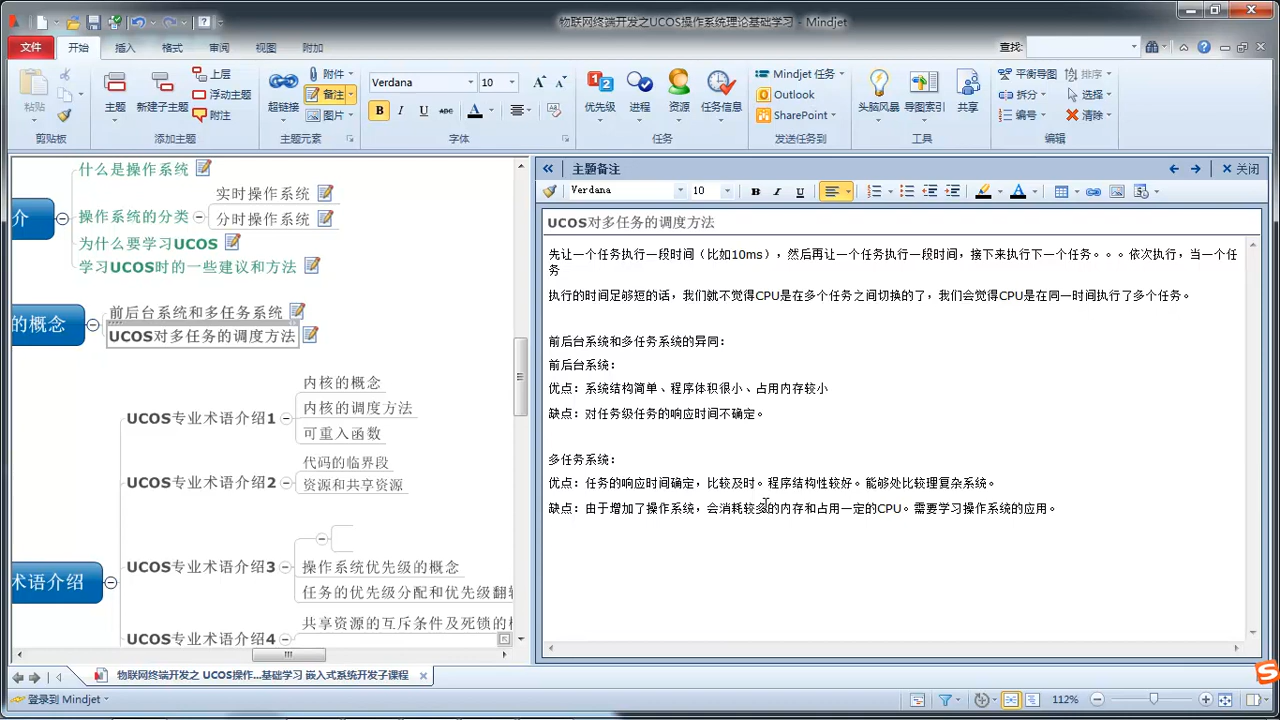 物联网终端开发之UCOS操作系统理论基础学习 - Mindjet
文件 开始 插入 格式 审阅 视图 附加 查找:
粘贴 主题 新建子主题 上层 浮动主题 附注 超链接 附件 备注 图片 Verdana 10 B I U abc A 优先级 进程 资源 任务信息 Mindjet 任务 Outlook SharePoint 头脑风暴 导图索引 共享 平衡导图 排序 拆分 选择 编号 清除
剪贴板 添加主题 主题元素 字体 任务 发送任务到 工具 编辑
什么是操作系统
实时操作系统
介 操作系统的分类
分时操作系统
为什么要学习UCOS
学习UCOS时的一些建议和方法
前后台系统和多任务系统
的概念
UCOS对多任务的调度方法
内核的概念
UCOS专业术语介绍1 内核的调度方法
可重入函数
代码的临界段
UCOS专业术语介绍2
资源和共享资源
UCOS专业术语介绍3 操作系统优先级的概念
术语介绍
任务的优先级分配和优先级翻转
共享资源的互斥条件及死锁的
UCOS专业术语介绍4
主题备注 关闭
Verdana 10 B I U A
UCOS对多任务的调度方法
先让一个任务执行一段时间（比如10ms），然后再让一个任务执行一段时间，接下来执行下一个任务。。。依次执行，当一个任
务
执行的时间足够短的话，我们就不觉得CPU是在多个任务之间切换的了，我们会觉得CPU是在同一时间执行了多个任务。
前后台系统和多任务系统的异同：
前后台系统：
优点：系统结构简单、程序体积很小、占用内存较小
缺点：对任务级任务的响应时间不确定。
多任务系统：
优点：任务的响应时间确定，比较及时。程序结构性较好。能够处比较理复杂系统。
缺点：由于增加了操作系统，会消耗较多的内存和占用一定的CPU。需要学习操作系统的应用。
物联网终端开发之 UCOS操作...基础学习 嵌入式系统开发子课程
登录到 Mindjet 112%